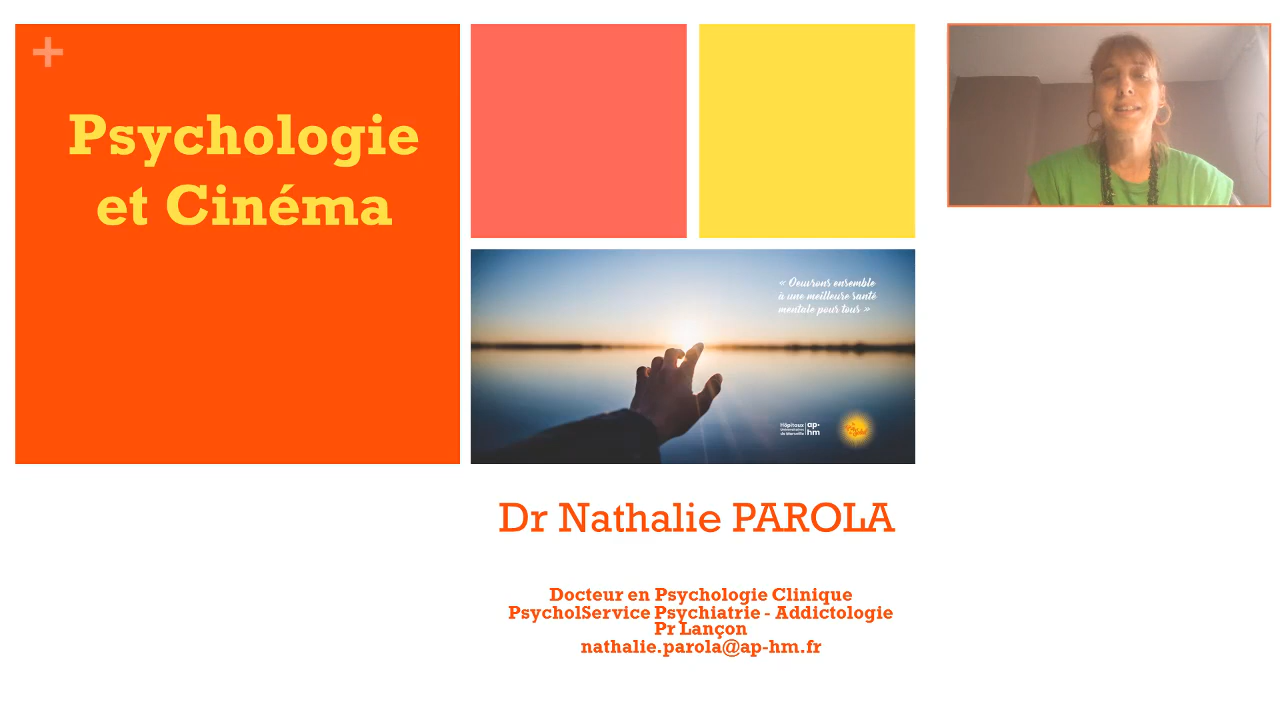 +
Psychologie
et Cinéma
« Oeuvrons ensemble
à une meilleure santé
mentale pour tous »
Hôpitaux
ap-
hm
Dr Nathalie PAROLA
Docteur en Psychologie Clinique
PsycholService Psychiatrie - Addictologie
Pr Lançon
nathalie.parola@ap-hm.fr